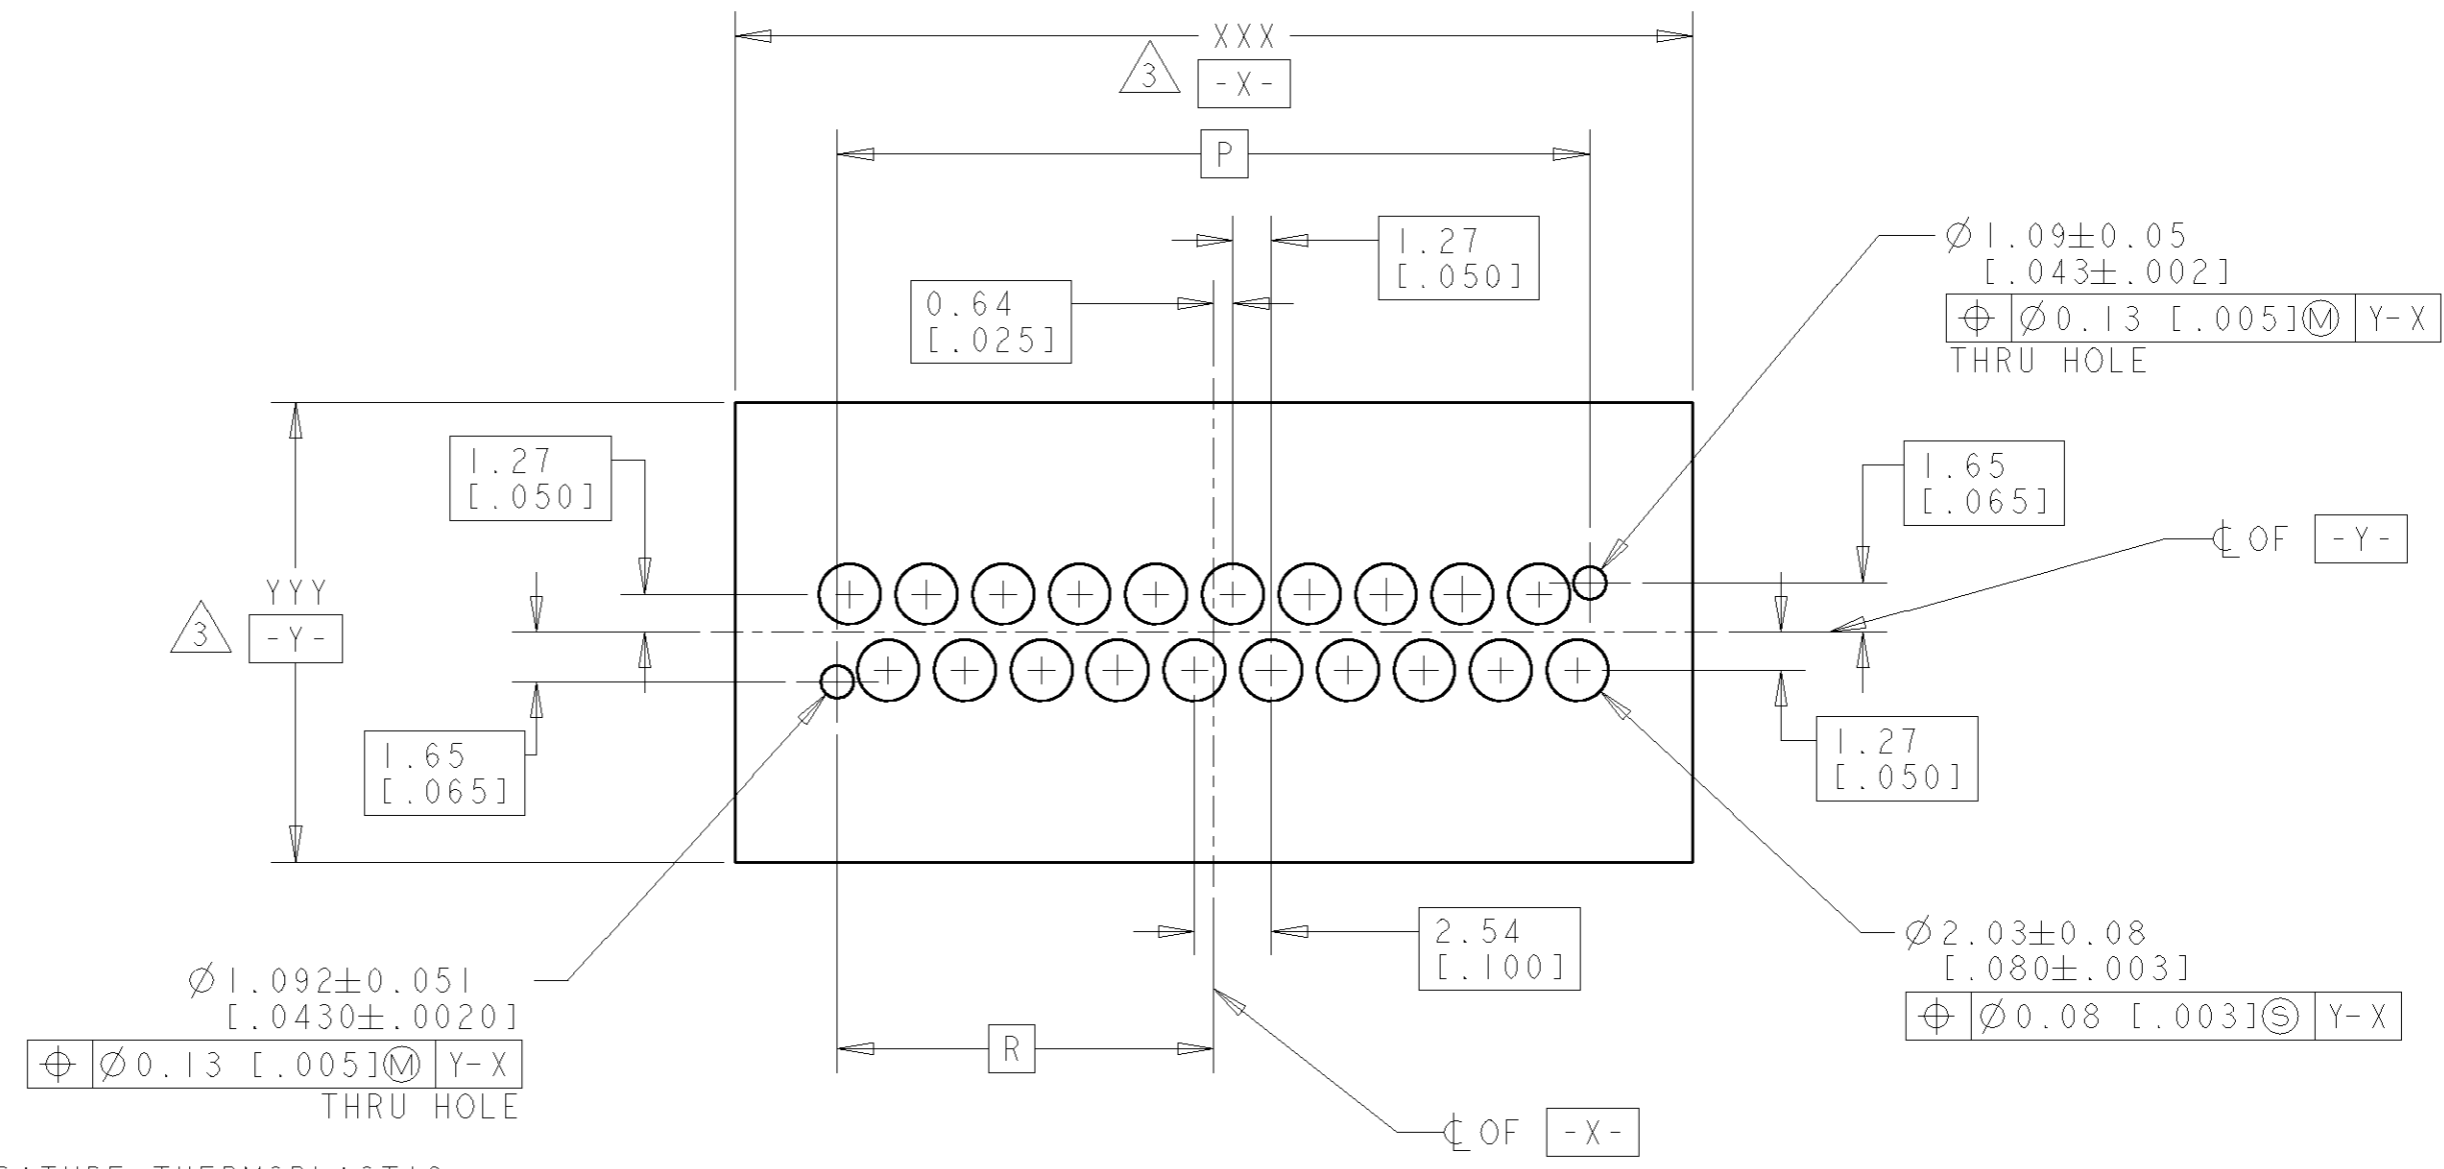 XXX
3
-X-
P
1.27
[.050]
0.64
[.025]
Ø1.09±0.05
[.043±.002]
⌖ Ø0.13 [.005]Ⓜ Y-X
THRU HOLE
1.27
[.050]
1.65
[.065]
℄ OF -Y-
YYY
3
-Y-
1.65
[.065]
1.27
[.050]
2.54
[.100]
Ø2.03±0.08
[.080±.003]
⌖ Ø0.08 [.003]Ⓢ Y-X
Ø1.092±0.051
[.0430±.0020]
⌖ Ø0.13 [.005]Ⓜ Y-X
THRU HOLE
R
℄ OF -X-